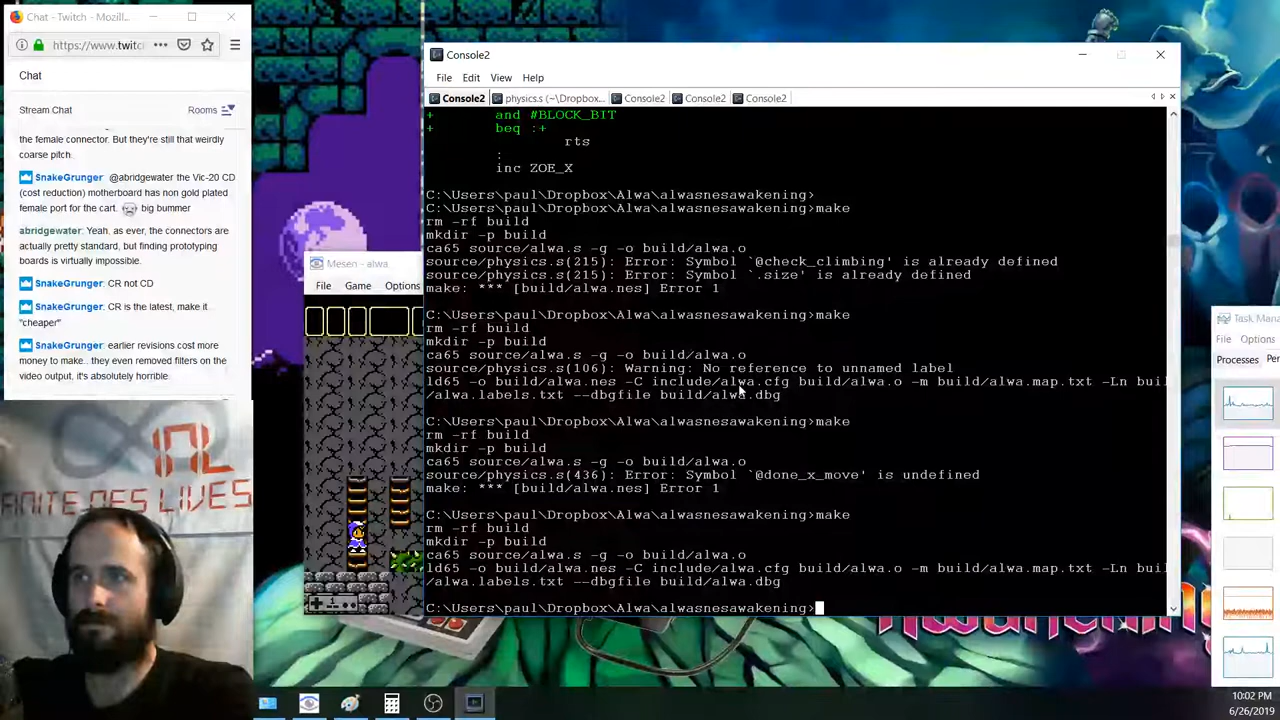 Chat - Twitch - Mozill...
https://www.twitc
Chat
Stream Chat
Rooms
the female connector. But they're still that weirdly
coarse pitch.
SnakeGrunger: @abridgewater the Vic-20 CD
(cost reduction) motherboard has non gold plated
female port for the cart. big bummer
abridgewater: Yeah, as ever, the connectors are
actually pretty standard, but finding prototyping
boards is virtually impossible.
SnakeGrunger: CR not CD
SnakeGrunger: CR is the latest, make it
"cheaper"
SnakeGrunger: earlier revisions cost more
money to make.. they even removed filters on the
video output, it's absolutely horrible.
Mesen - alwa
File Game Options
Console2
File Edit View Help
Console2 physics.s (~\Dropbox... Console2 Console2 Console2
+ and #BLOCK_BIT
+ beq :+
rts
:
inc ZOE_X
C:\Users\paul\Dropbox\Alwa\alwasnesawakening>
C:\Users\paul\Dropbox\Alwa\alwasnesawakening>make
rm -rf build
mkdir -p build
ca65 source/alwa.s -g -o build/alwa.o
source/physics.s(215): Error: Symbol `@check_climbing' is already defined
source/physics.s(215): Error: Symbol `.size' is already defined
make: *** [build/alwa.nes] Error 1
C:\Users\paul\Dropbox\Alwa\alwasnesawakening>make
rm -rf build
mkdir -p build
ca65 source/alwa.s -g -o build/alwa.o
source/physics.s(106): Warning: No reference to unnamed label
ld65 -o build/alwa.nes -C include/alwa.cfg build/alwa.o -m build/alwa.map.txt -Ln buil
/alwa.labels.txt --dbgfile build/alwa.dbg
C:\Users\paul\Dropbox\Alwa\alwasnesawakening>make
rm -rf build
mkdir -p build
ca65 source/alwa.s -g -o build/alwa.o
source/physics.s(436): Error: Symbol `@done_x_move' is undefined
make: *** [build/alwa.nes] Error 1
C:\Users\paul\Dropbox\Alwa\alwasnesawakening>make
rm -rf build
mkdir -p build
ca65 source/alwa.s -g -o build/alwa.o
ld65 -o build/alwa.nes -C include/alwa.cfg build/alwa.o -m build/alwa.map.txt -Ln buil
/alwa.labels.txt --dbgfile build/alwa.dbg
C:\Users\paul\Dropbox\Alwa\alwasnesawakening>
Task Mana
File Options
Processes Per
NITE DES LIVES
10:02 PM
6/26/2019